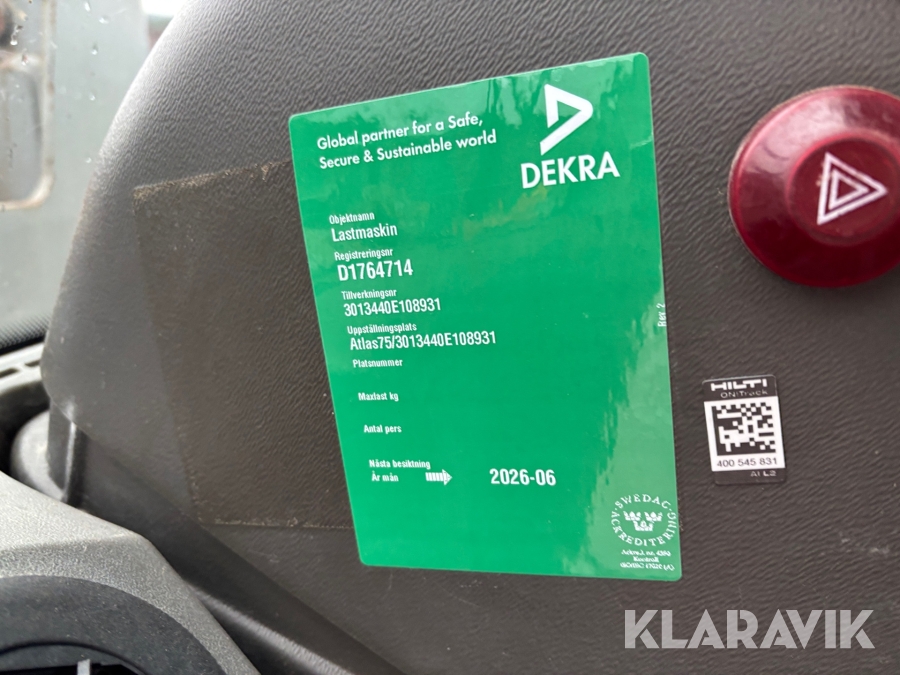 Global partner for a Safe,
Secure & Sustainable world
DEKRA
Objektnamn
Lastmaskin
Registreringsnr
D1764714
Tillverkningsnr
3013440E108931
Uppställningsplats
Atlas75/3013440E108931
Platsnummer
Maxlast kg
Antal pers
Nästa besiktning
År mån
2026-06
Rev 2
SWEDAC
ACKREDITERING
Kontroll
HILTI
ON!Track
400 545 831
KLARAVIK